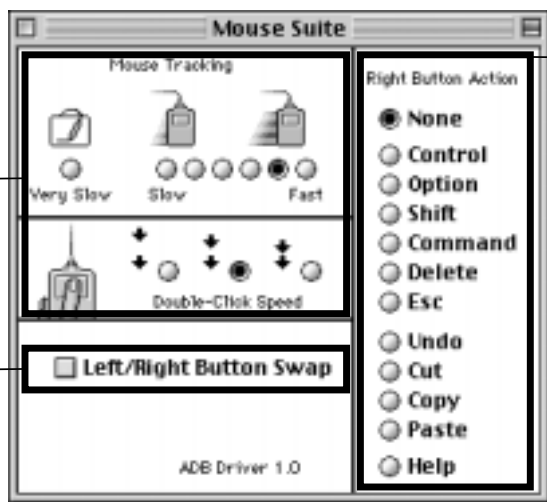 Mouse Suite
Mouse Tracking
Very Slow
Slow
Fast
Double-Click Speed
Left/Right Button Swap
ADB Driver 1.0
Right Button Action
None
Control
Option
Shift
Command
Delete
Esc
Undo
Cut
Copy
Paste
Help